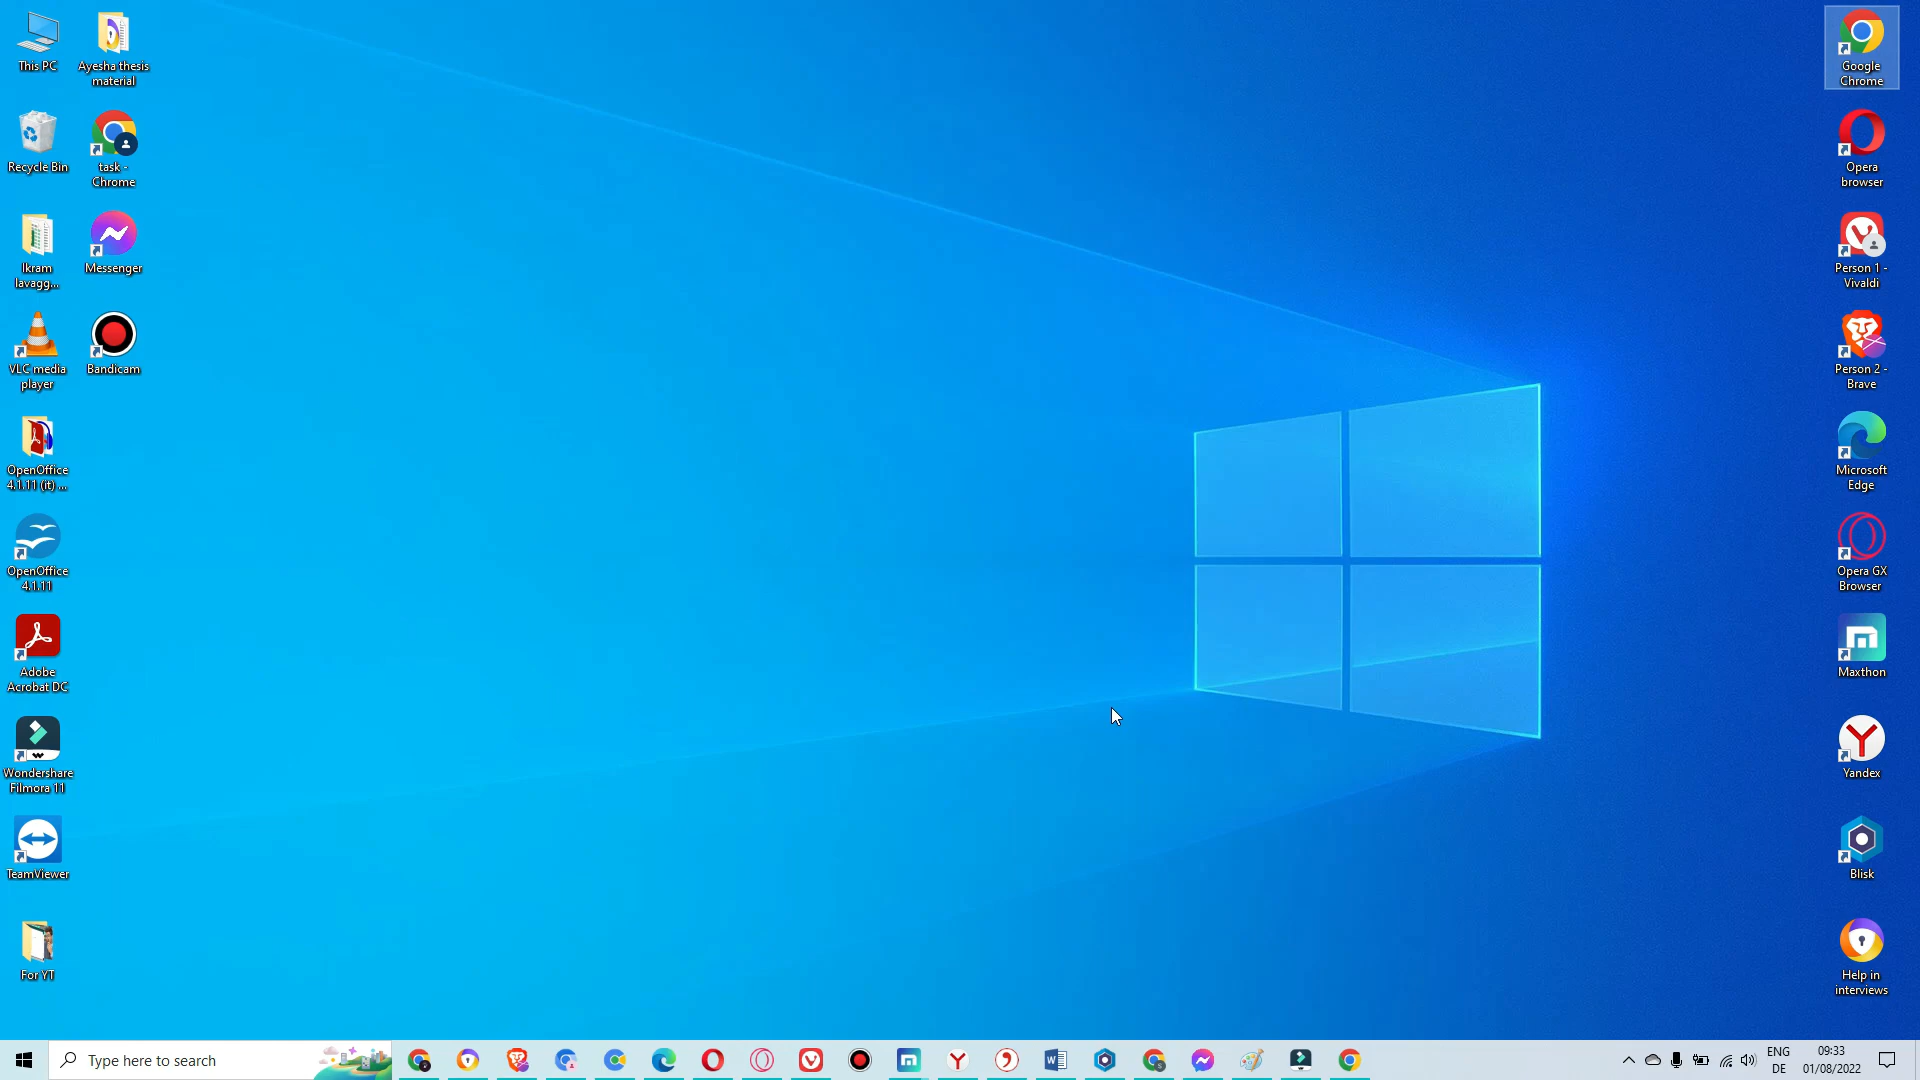 This PC
Ayesha thesis
material
Recycle Bin
task -
Chrome
Ikram
lavagg...
Messenger
VLC media
player
Bandicam
OpenOffice
4.1.11 (it) ...
OpenOffice
4.1.11
Adobe
Acrobat DC
Wondershare
Filmora 11
TeamViewer
For YT
Google
Chrome
Opera
browser
Person 1 -
Vivaldi
Person 2 -
Brave
Microsoft
Edge
Opera GX
Browser
Maxthon
Yandex
Blisk
Help in
interviews
Type here to search
ENG
DE
09:33
01/08/2022